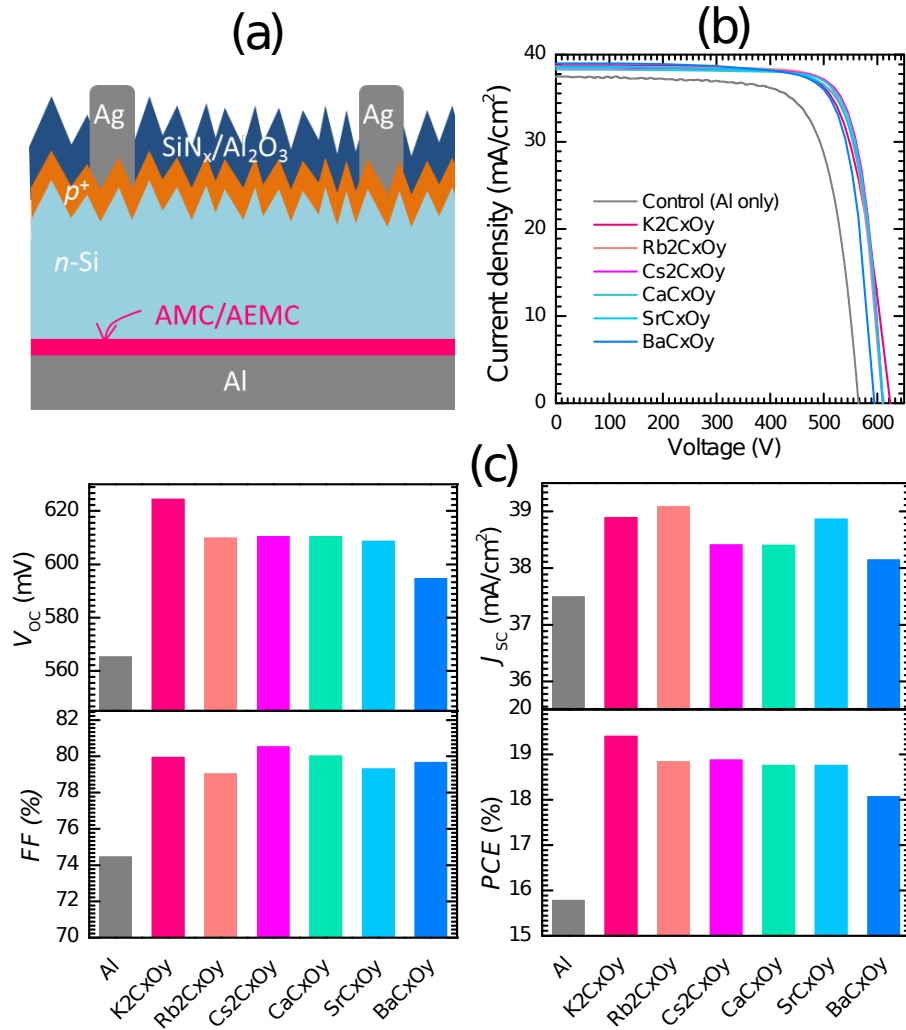 (a)
Ag
Ag
SiNₓ/Al₂O₃
p⁺
n-Si
AMC/AEMC
Al
(b)
Current density (mA/cm²)
40
30
20
10
0
Control (Al only)
K2CxOy
Rb2CxOy
Cs2CxOy
CaCxOy
SrCxOy
BaCxOy
0 100 200 300 400 500 600
Voltage (V)
(c)
V_OC (mV)
620
600
580
560
FF (%)
82
80
78
76
74
72
70
Al K2CxOy Rb2CxOy Cs2CxOy CaCxOy SrCxOy BaCxOy
J_SC (mA/cm²)
39
38
37
36
20
PCE (%)
19
18
17
16
15
Al K2CxOy Rb2CxOy Cs2CxOy CaCxOy SrCxOy BaCxOy